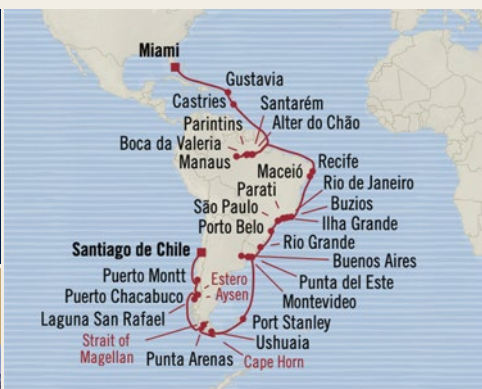 Miami
Gustavia
Castries
Santarém
Parintins
Alter do Chão
Boca da Valeria
Manaus
Recife
Maceió
Parati
Rio de Janeiro
São Paulo
Buzios
Porto Belo
Ilha Grande
Rio Grande
Santiago de Chile
Buenos Aires
Puerto Montt
Estero
Aysen
Punta del Este
Puerto Chacabuco
Montevideo
Laguna San Rafael
Port Stanley
Strait of
Magellan
Ushuaia
Punta Arenas
Cape Horn